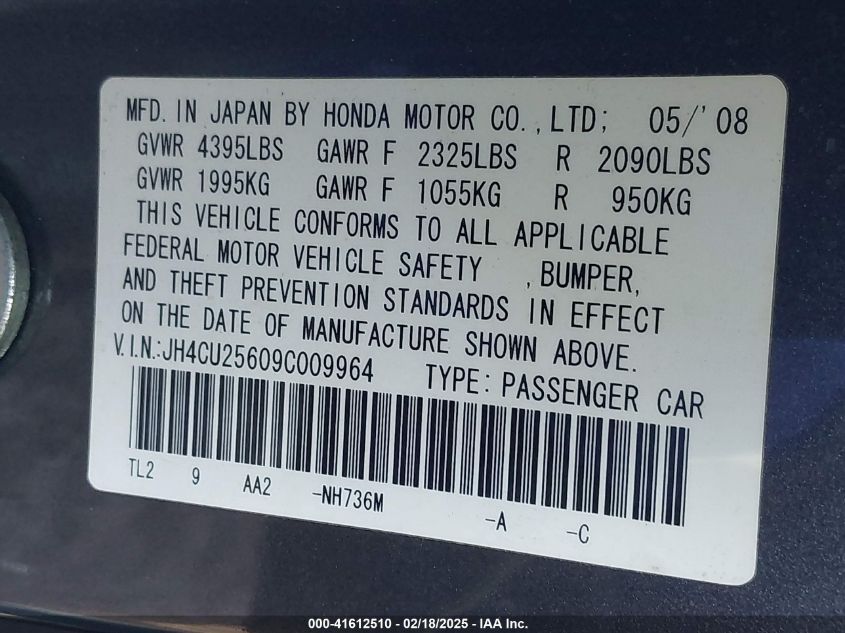 MFD. IN JAPAN BY HONDA MOTOR CO., LTD; 05/'08
GVWR 4395LBS GAWR F 2325LBS R 2090LBS
GVWR 1995KG GAWR F 1055KG R 950KG
THIS VEHICLE CONFORMS TO ALL APPLICABLE
FEDERAL MOTOR VEHICLE SAFETY , BUMPER,
AND THEFT PREVENTION STANDARDS IN EFFECT
ON THE DATE OF MANUFACTURE SHOWN ABOVE.
V.I.N.:JH4CU25609C009964 TYPE: PASSENGER CAR
TL2 9 AA2 -NH736M -A -C
000-41612510 - 02/18/2025 - IAA Inc.